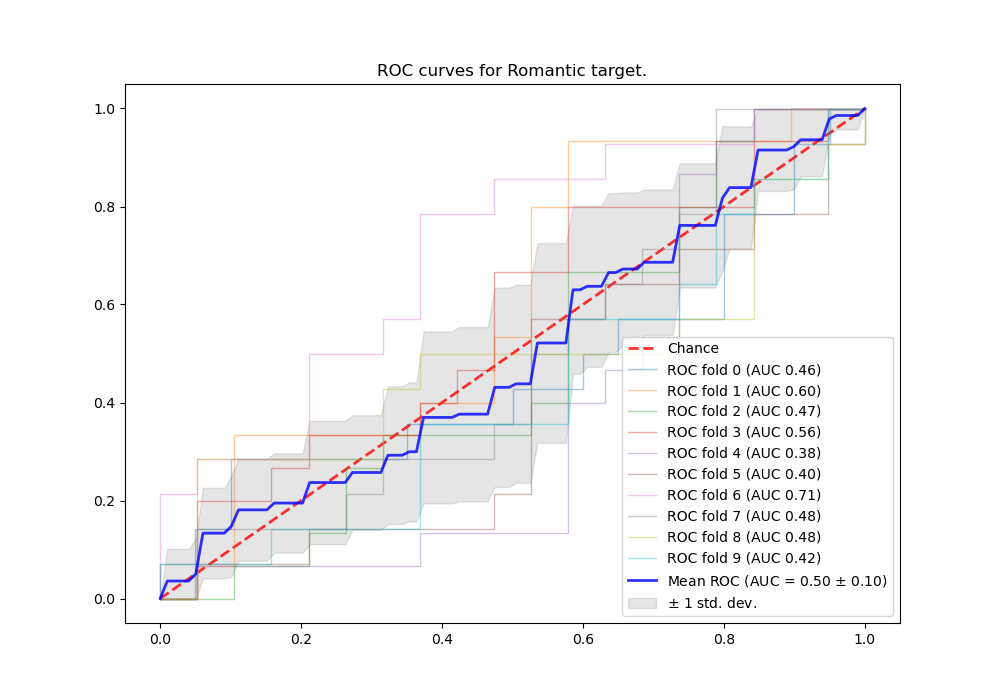 ROC curves for Romantic target.
1.0
0.8
0.6
0.4
0.2
0.0
0.0 0.2 0.4 0.6 0.8 1.0
Chance
ROC fold 0 (AUC 0.46)
ROC fold 1 (AUC 0.60)
ROC fold 2 (AUC 0.47)
ROC fold 3 (AUC 0.56)
ROC fold 4 (AUC 0.38)
ROC fold 5 (AUC 0.40)
ROC fold 6 (AUC 0.71)
ROC fold 7 (AUC 0.48)
ROC fold 8 (AUC 0.48)
ROC fold 9 (AUC 0.42)
Mean ROC (AUC = 0.50 ± 0.10)
± 1 std. dev.